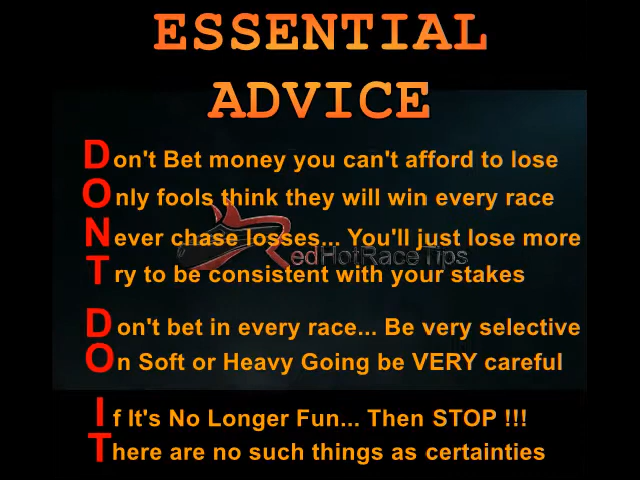 ESSENTIAL
ADVICE
Don't Bet money you can't afford to lose
Only fools think they will win every race
Never chase losses... You'll just lose more
RedHotRace Tips
Try to be consistent with your stakes
Don't bet in every race... Be very selective
On Soft or Heavy Going be VERY careful
If It's No Longer Fun... Then STOP !!!
There are no such things as certainties